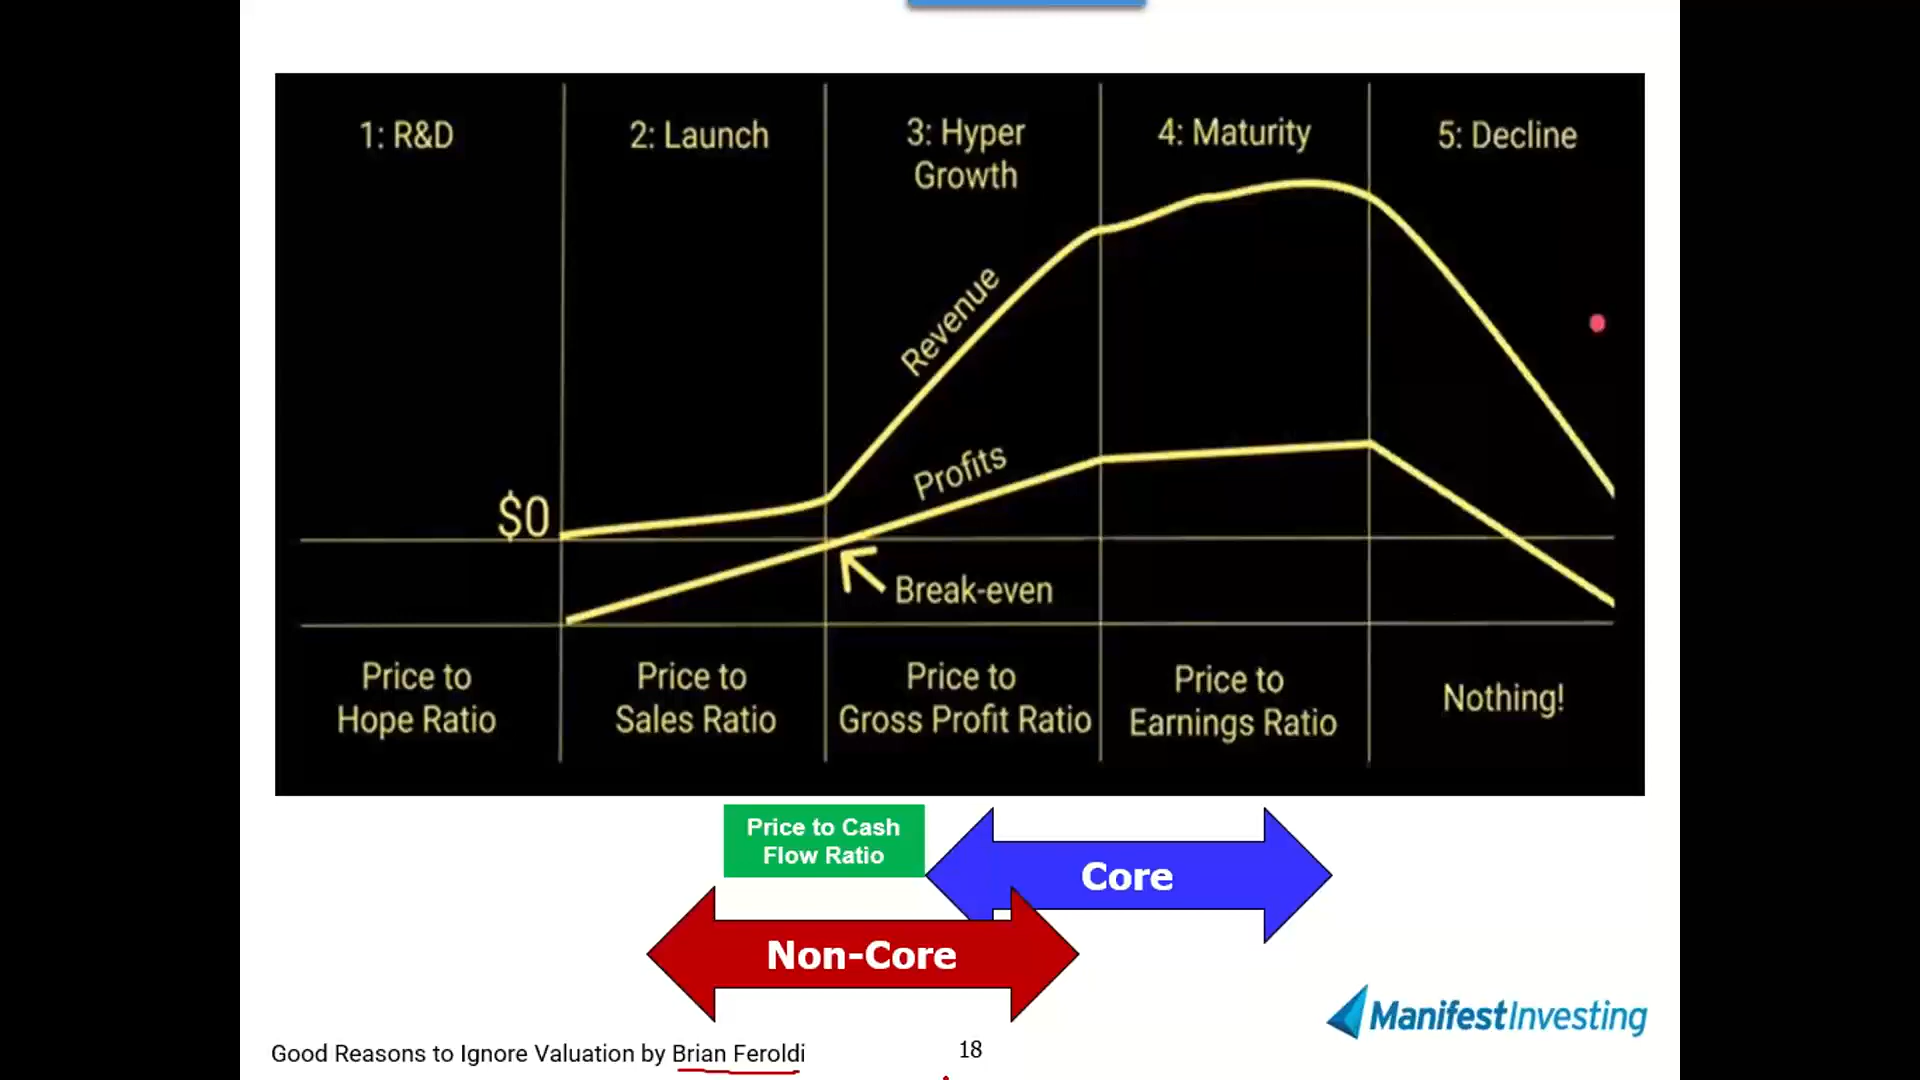 1: R&D
2: Launch
3: Hyper
Growth
4: Maturity
5: Decline
Revenue
Profits
$0
Break-even
Price to
Hope Ratio
Price to
Sales Ratio
Price to
Gross Profit Ratio
Price to
Earnings Ratio
Nothing!
Price to Cash
Flow Ratio
Core
Non-Core
ManifestInvesting
Good Reasons to Ignore Valuation by Brian Feroldi
18